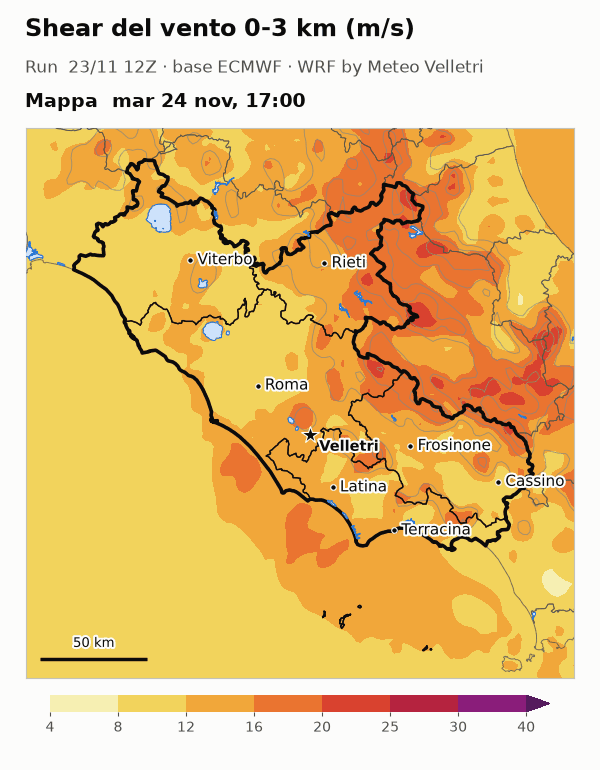 Shear del vento 0-3 km (m/s)
Run  23/11 12Z · base ECMWF · WRF by Meteo Velletri
Mappa  mar 24 nov, 17:00
Viterbo
Rieti
Roma
Velletri
Frosinone
Cassino
Latina
Terracina
50 km
4 8 12 16 20 25 30 40